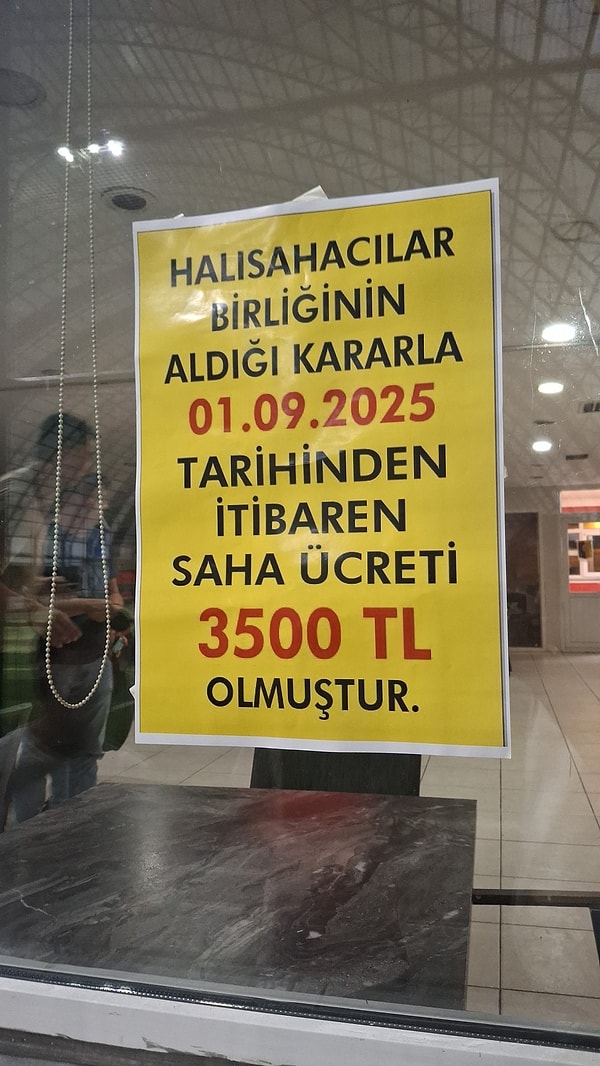 HALISAHACILAR
BİRLİĞİNİN
ALDIĞI KARARLA
01.09.2025
TARİHİNDEN
İTİBAREN
SAHA ÜCRETİ
3500 TL
OLMUŞTUR.